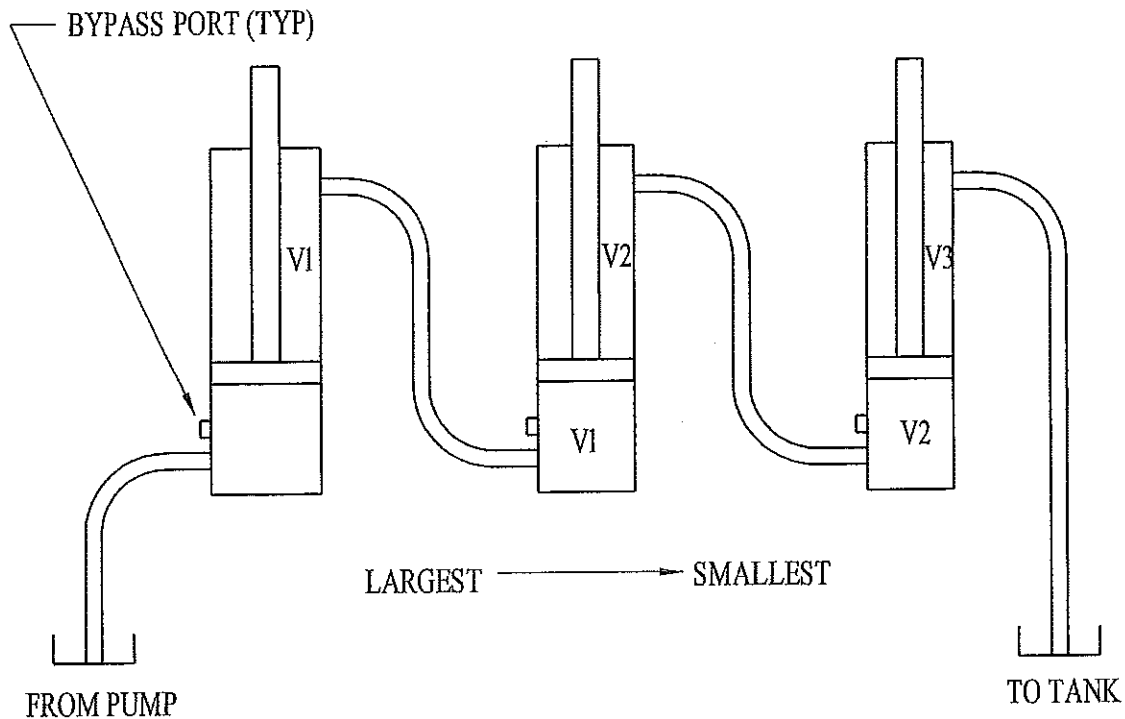 BYPASS PORT (TYP)
V1
V2
V3
V1
V2
LARGEST
SMALLEST
FROM PUMP
TO TANK